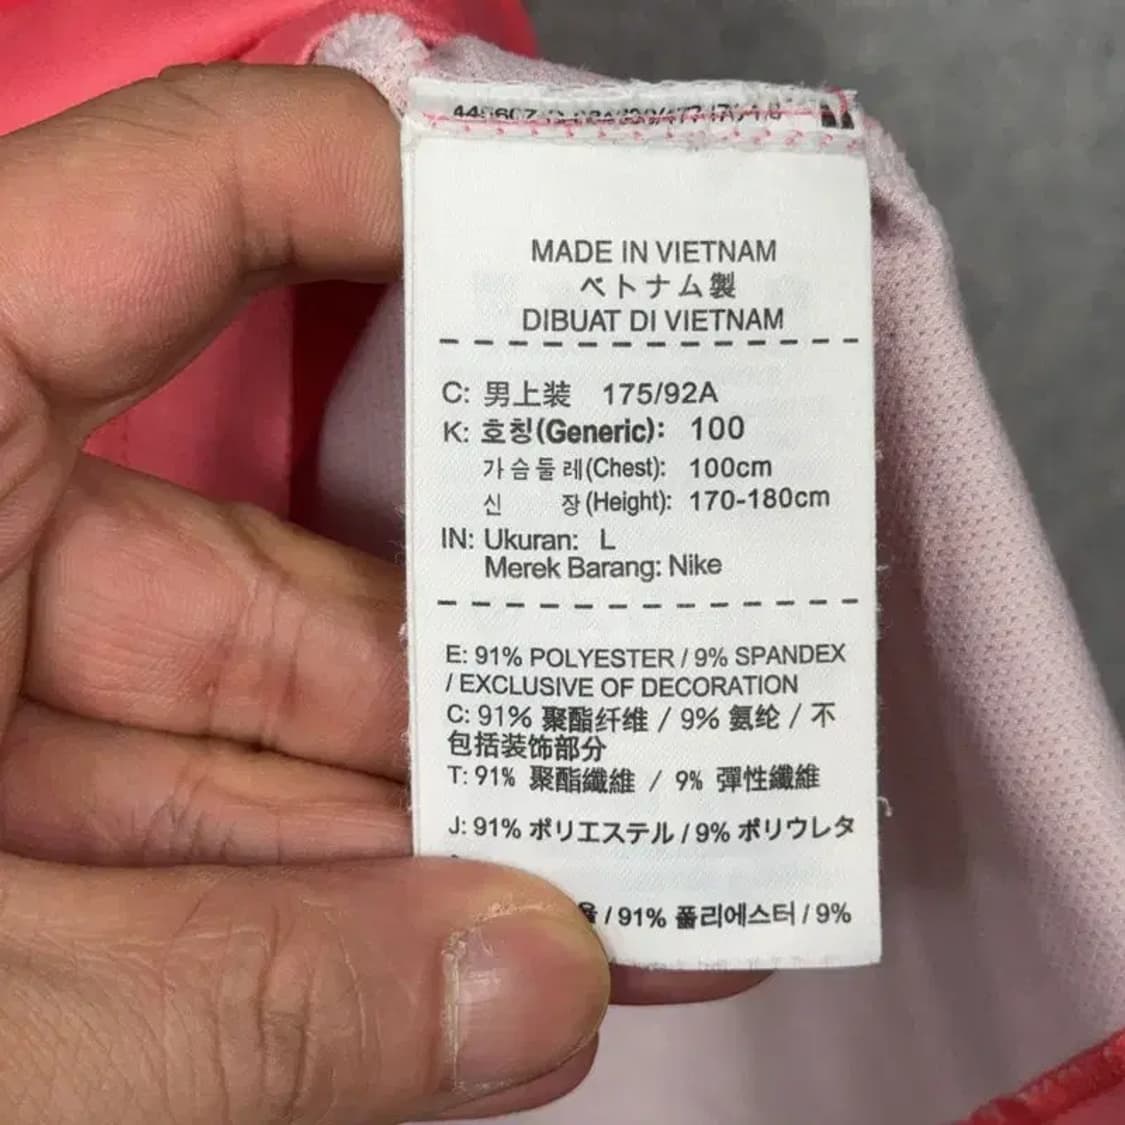 MADE IN VIETNAM
ベトナム製
DIBUAT DI VIETNAM
C: 男上装 175/92A
K: 호칭(Generic): 100
가슴둘레(Chest): 100cm
신 장(Height): 170-180cm
IN: Ukuran: L
Merek Barang: Nike
E: 91% POLYESTER / 9% SPANDEX
/ EXCLUSIVE OF DECORATION
C: 91% 聚酯纤维 / 9% 氨纶 / 不
包括装饰部分
T: 91% 聚酯纖維 / 9% 彈性纖維
J: 91% ポリエステル / 9% ポリウレタ
/ 91% 폴리에스터 / 9%